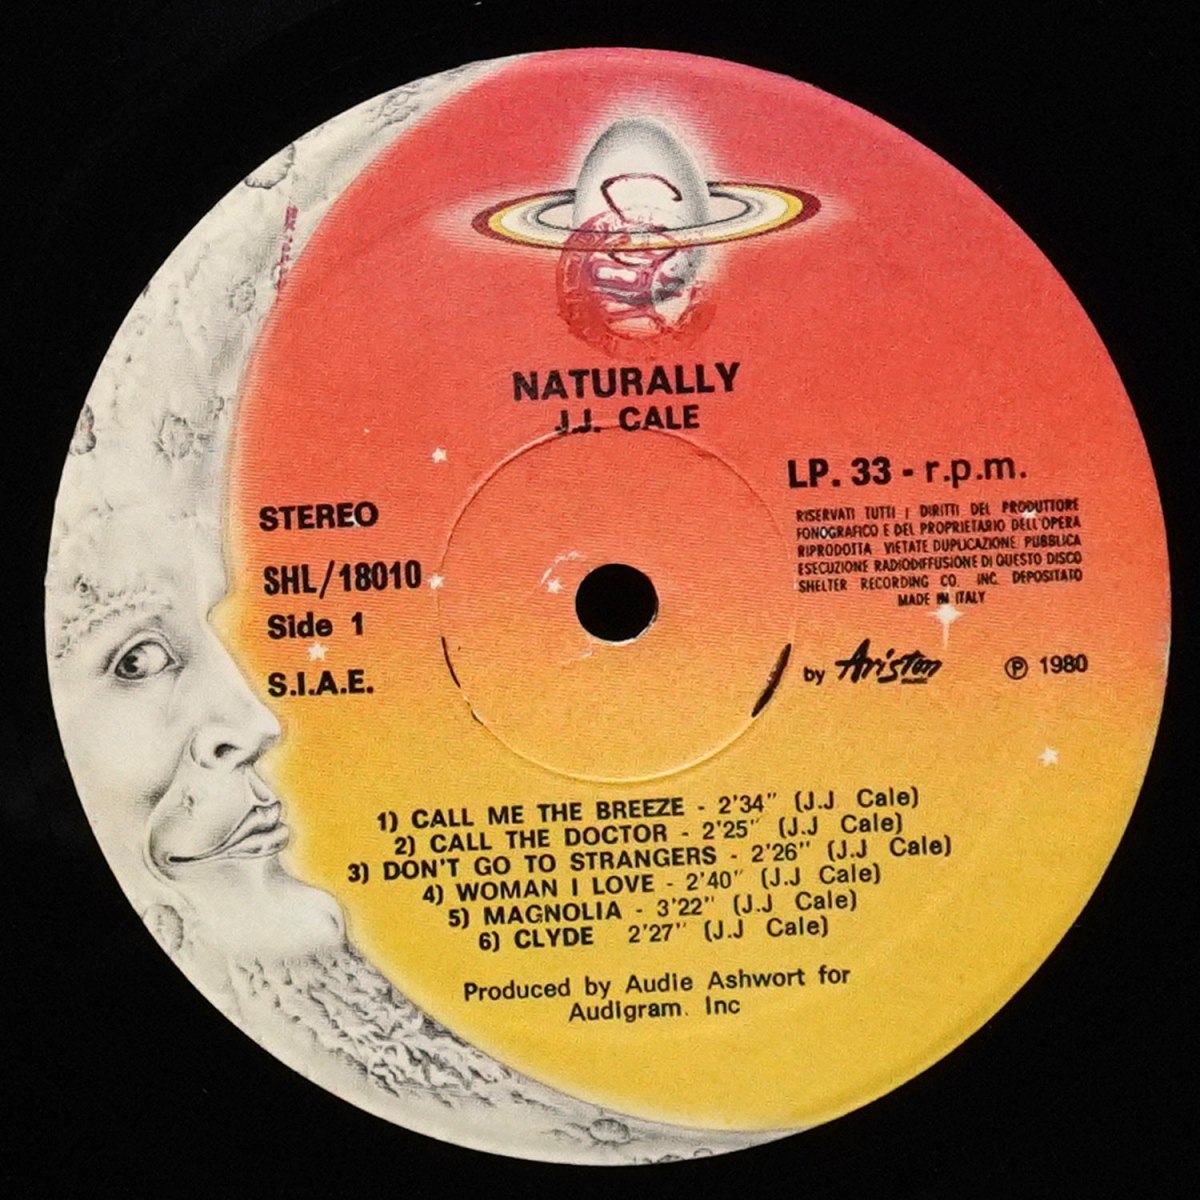 NATURALLY
J.J. CALE
STEREO
SHL/18010
Side 1
S.I.A.E.
LP. 33 - r.p.m.
RISERVATI TUTTI I DIRITTI DEL PRODUTTORE
FONOGRAFICO E DEL PROPRIETARIO DELL'OPERA
RIPRODOTTA VIETATE DUPLICAZIONE PUBBLICA
ESECUZIONE RADIODIFFUSIONE DI QUESTO DISCO
SHELTER RECORDING CO. INC. DEPOSITATO
MADE IN ITALY
by Ariston ℗ 1980
1) CALL ME THE BREEZE - 2'34" (J.J Cale)
2) CALL THE DOCTOR - 2'25" (J.J Cale)
3) DON'T GO TO STRANGERS - 2'26" (J.J Cale)
4) WOMAN I LOVE - 2'40" (J.J Cale)
5) MAGNOLIA - 3'22" (J.J Cale)
6) CLYDE 2'27" (J.J Cale)
Produced by Audie Ashwort for
Audigram. Inc